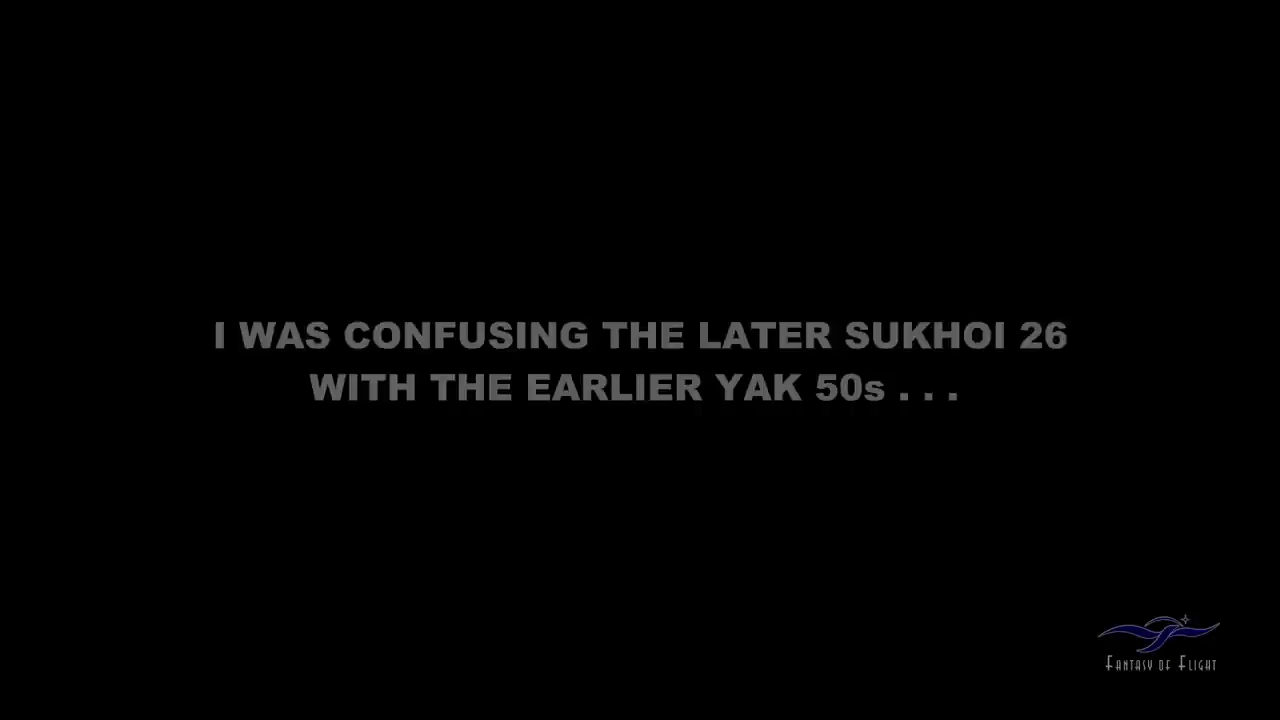 I WAS CONFUSING THE LATER SUKHOI 26
WITH THE EARLIER YAK 50s . . .
FANTASY OF FLIGHT